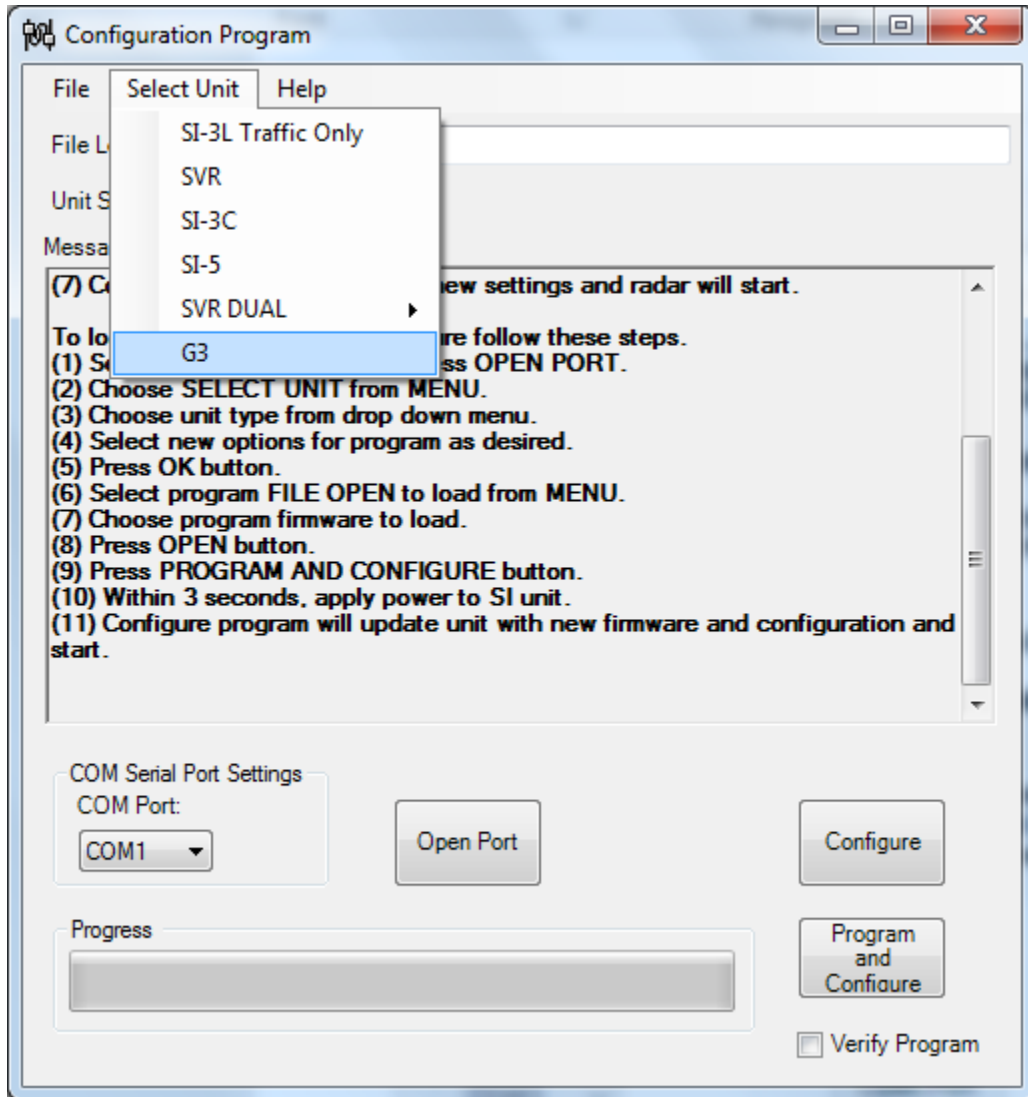 Configuration Program
File Select Unit Help
SI-3L Traffic Only
SVR
SI-3C
SI-5
SVR DUAL
G3
File L
Unit S
Messa
(7) Co ew settings and radar will start.
To lo re follow these steps.
(1) Se ss OPEN PORT.
(2) Choose SELECT UNIT from MENU.
(3) Choose unit type from drop down menu.
(4) Select new options for program as desired.
(5) Press OK button.
(6) Select program FILE OPEN to load from MENU.
(7) Choose program firmware to load.
(8) Press OPEN button.
(9) Press PROGRAM AND CONFIGURE button.
(10) Within 3 seconds, apply power to SI unit.
(11) Configure program will update unit with new firmware and configuration and
start.
COM Serial Port Settings
COM Port:
COM1
Open Port
Configure
Progress
Program
and
Configure
Verify Program